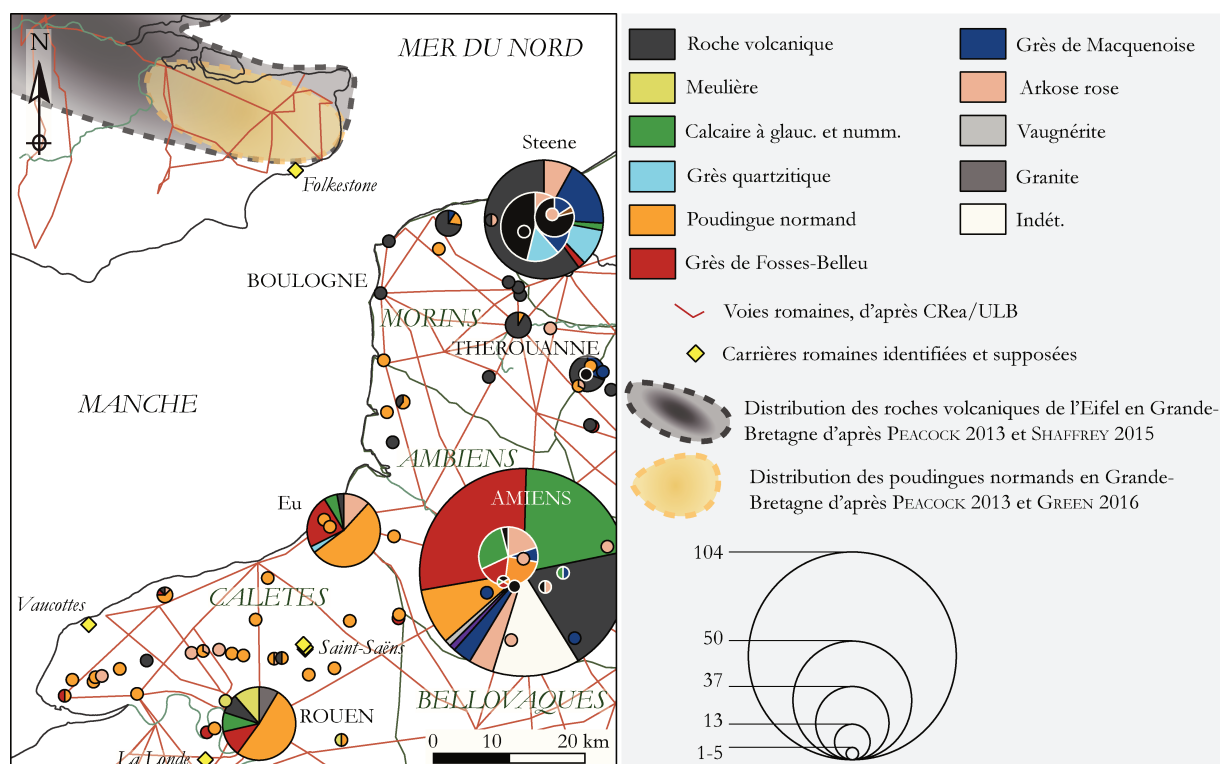 N
MER DU NORD
Steene
Folkestone
BOULOGNE
MORINS
THEROUANNE
MANCHE
AMBIENS
AMIENS
Eu
CALETES
Vaucottes
Saint-Saëns
BELLOVAQUES
ROUEN
La Londe
0 10 20 km
Roche volcanique
Meulière
Calcaire à glauc. et numm.
Grès quartzitique
Poudingue normand
Grès de Fosses-Belleu
Grès de Macquenoise
Arkose rose
Vaugnérite
Granite
Indét.
Voies romaines, d'après CRea/ULB
Carrières romaines identifiées et supposées
Distribution des roches volcaniques de l'Eifel en Grande-
Bretagne d'après PEACOCK 2013 et SHAFFREY 2015
Distribution des poudingues normands en Grande-
Bretagne d'après PEACOCK 2013 et GREEN 2016
104
50
37
13
1-5